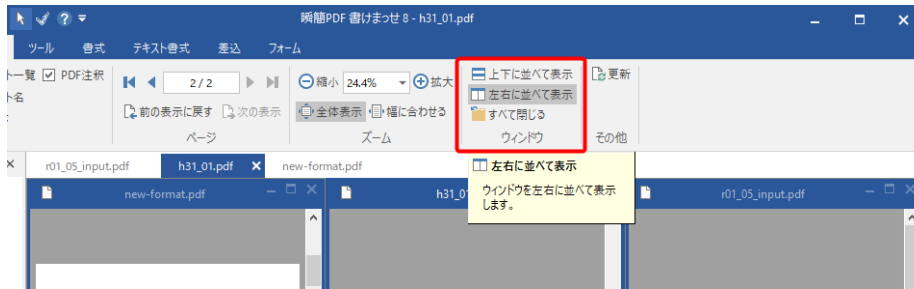 瞬簡PDF 書けまっせ 8 - h31_01.pdf
ツール 書式 テキスト書式 差込 フォーム
ト一覧 PDF注釈 2 / 2 縮小 24.4% 拡大 上下に並べて表示 更新
ト名 左右に並べて表示
前の表示に戻す 次の表示 全体表示 幅に合わせる すべて閉じる
ページ ズーム ウィンドウ その他
r01_05_input.pdf h31_01.pdf new-format.pdf
左右に並べて表示
ウィンドウを左右に並べて表示
します。
new-format.pdf h31_0 r01_05_input.pdf